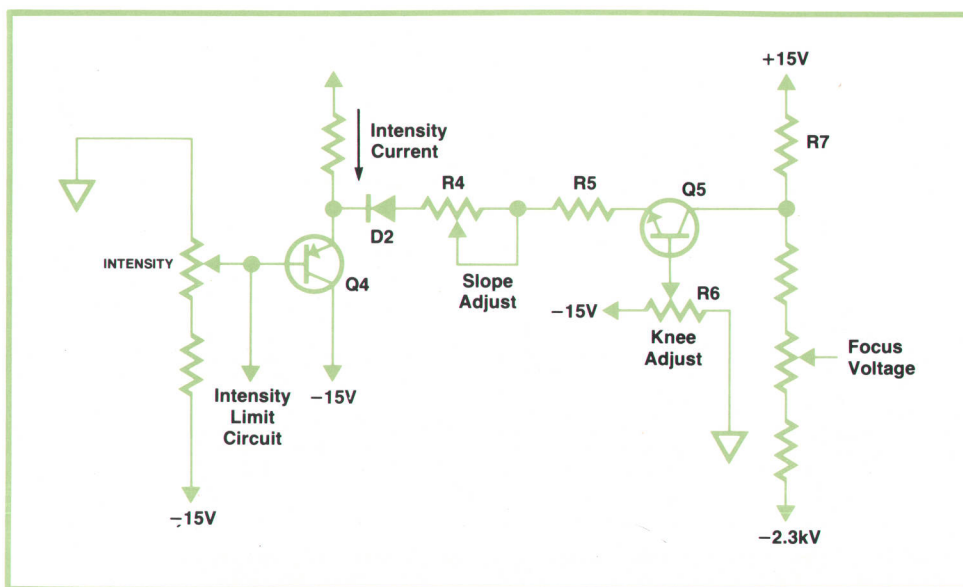 +15V
R7
Intensity
Current
R4
R5
Q5
D2
INTENSITY
Q4
Slope
Adjust
R6
−15V
Knee
Adjust
Focus
Voltage
Intensity
Limit
Circuit
−15V
−15V
−2.3kV